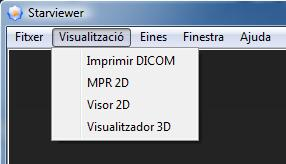 Starviewer
Fitxer Visualització Eines Finestra Ajuda
Imprimir DICOM
MPR 2D
Visor 2D
Visualitzador 3D